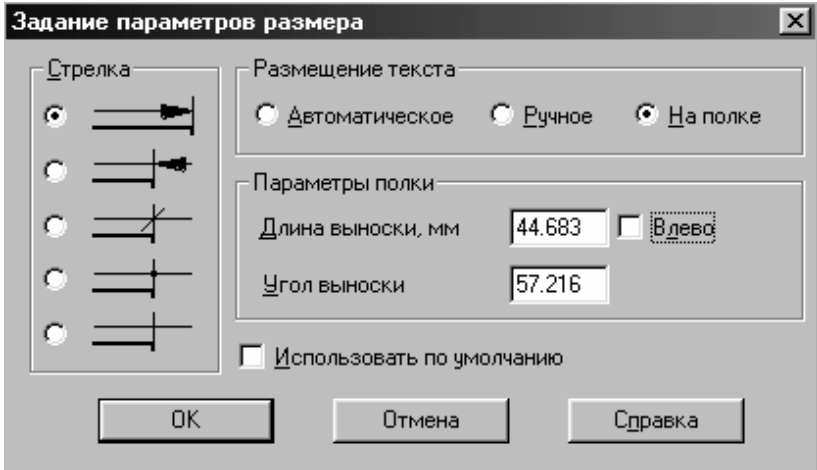 Задание параметров размера
Стрелка
Размещение текста
Автоматическое Ручное На полке
Параметры полки
Длина выноски, мм 44.683 Влево
Угол выноски 57.216
Использовать по умолчанию
OK Отмена Справка